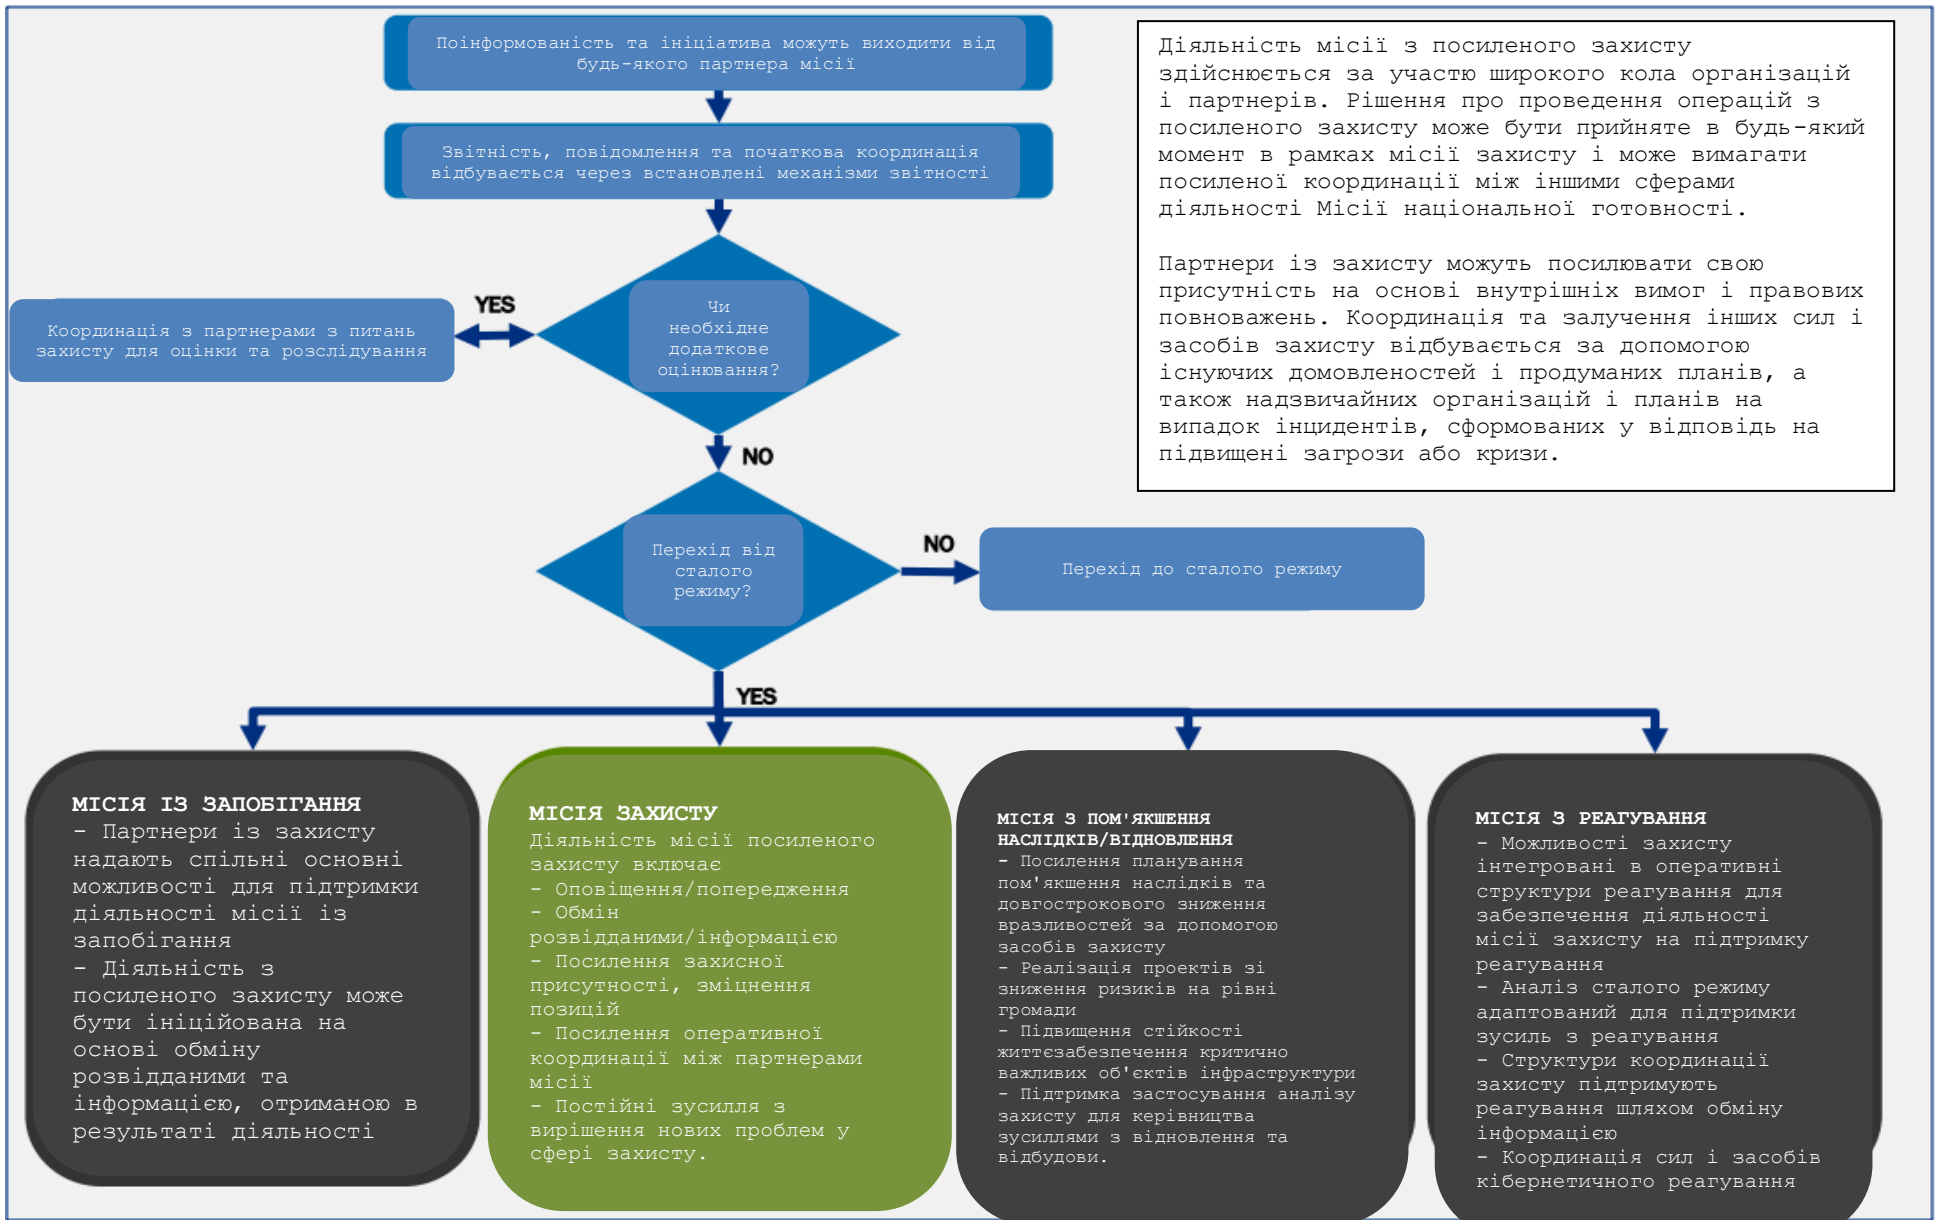 Поінформованість та ініціатива можуть виходити від
будь-якого партнера місії
Звітність, повідомлення та початкова координація
відбувається через встановлені механізми звітності
Діяльність місії з посиленого захисту
здійснюється за участю широкого кола організацій
і партнерів. Рішення про проведення операцій з
посиленого захисту може бути прийняте в будь-який
момент в рамках місії захисту і може вимагати
посиленої координації між іншими сферами
діяльності Місії національної готовності.
Партнери із захисту можуть посилювати свою
присутність на основі внутрішніх вимог і правових
повноважень. Координація та залучення інших сил і
засобів захисту відбувається за допомогою
існуючих домовленостей і продуманих планів, а
також надзвичайних організацій і планів на
випадок інцидентів, сформованих у відповідь на
підвищені загрози або кризи.
Чи
необхідне
додаткове
оцінювання?
YES
Координація з партнерами з питань
захисту для оцінки та розслідування
NO
Перехід від
сталого
режиму?
NO
Перехід до сталого режиму
YES
МІСІЯ ІЗ ЗАПОБІГАННЯ
- Партнери із захисту
надають спільні основні
можливості для підтримки
діяльності місії із
запобігання
- Діяльність з
посиленого захисту може
бути ініційована на
основі обміну
розвідданими та
інформацією, отриманою в
результаті діяльності
МІСІЯ ЗАХИСТУ
Діяльність місії посиленого
захисту включає
- Оповіщення/попередження
- Обмін
розвідданими/інформацією
- Посилення захисної
присутності, зміцнення
позицій
- Посилення оперативної
координації між партнерами
місії
- Постійні зусилля з
вирішення нових проблем у
сфері захисту.
МІСІЯ З ПОМ'ЯКШЕННЯ
НАСЛІДКІВ/ВІДНОВЛЕННЯ
- Посилення планування
пом'якшення наслідків та
довгострокового зниження
вразливостей за допомогою
засобів захисту
- Реалізація проектів зі
зниження ризиків на рівні
громади
- Підвищення стійкості
життєзабезпечення критично
важливих об'єктів інфраструктури
- Підтримка застосування аналізу
захисту для керівництва
зусиллями з відновлення та
відбудови.
МІСІЯ З РЕАГУВАННЯ
- Можливості захисту
інтегровані в оперативні
структури реагування для
забезпечення діяльності
місії захисту на підтримку
реагування
- Аналіз сталого режиму
адаптований для підтримки
зусиль з реагування
- Структури координації
захисту підтримують
реагування шляхом обміну
інформацією
- Координація сил і засобів
кібернетичного реагування